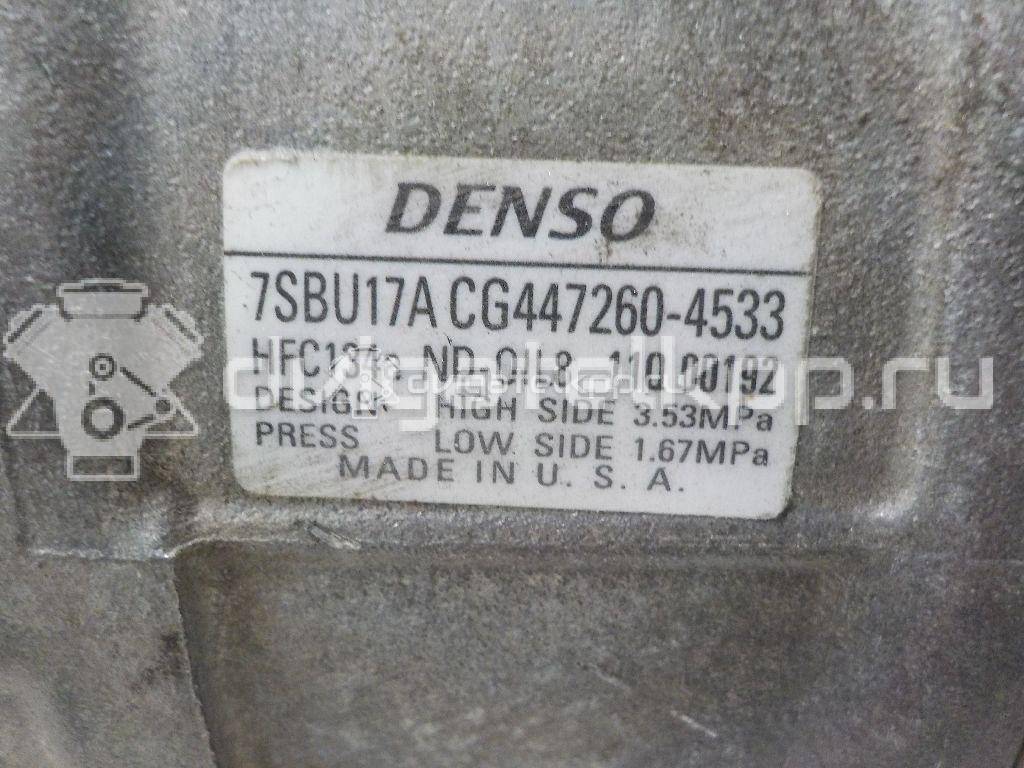 DENSO
7SBU17A CG447260-4533
HFC134a ND-OIL8 110 00192
DESIGN HIGH SIDE 3.53MPa
PRESS LOW SIDE 1.67MPa
MADE IN U. S. A.
digitalkolpak.ru